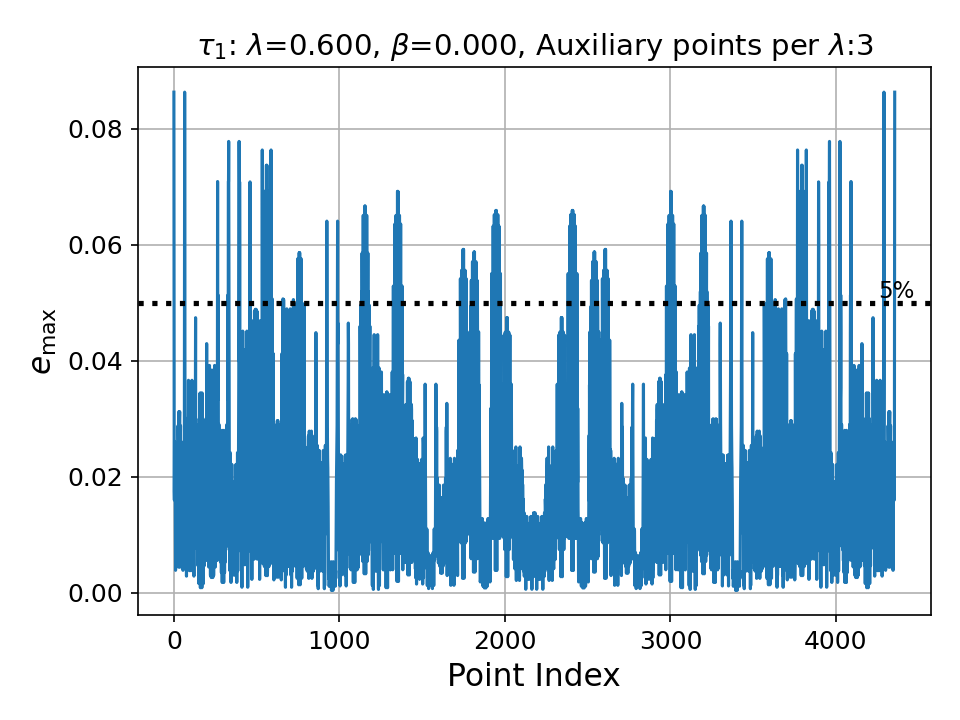 τ₁: λ=0.600, β=0.000, Auxiliary points per λ:3
0.08
0.06
5%
0.04
0.02
0.00
e_max
0 1000 2000 3000 4000
Point Index